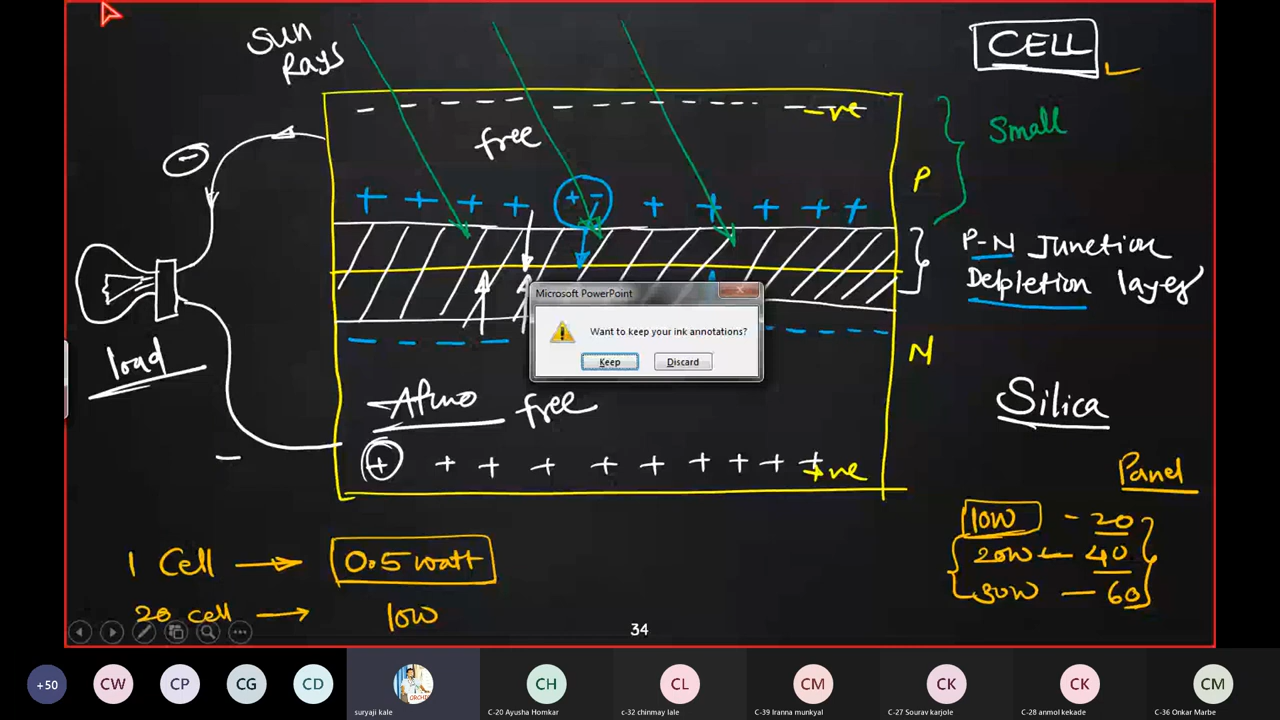 Sun
Rays
CELL
-ve
free
Small
P
P-N Junction
Depletion layer
Microsoft PowerPoint
Want to keep your ink annotations?
Keep
Discard
load
N
free
Silica
+ve
Panel
10W - 20
20W - 40
30W - 60
1 Cell → 0.5 watt
20 cell → 10W
34
+50
CW
CP
CG
CD
suryaji kale
CH
C-20 Ayusha Homkar
CL
c-32 chinmay lale
CM
C-39 Iranna munkyal
CK
C-27 Sourav karjole
CK
C-28 anmol kekade
CM
C-36 Onkar Marbe